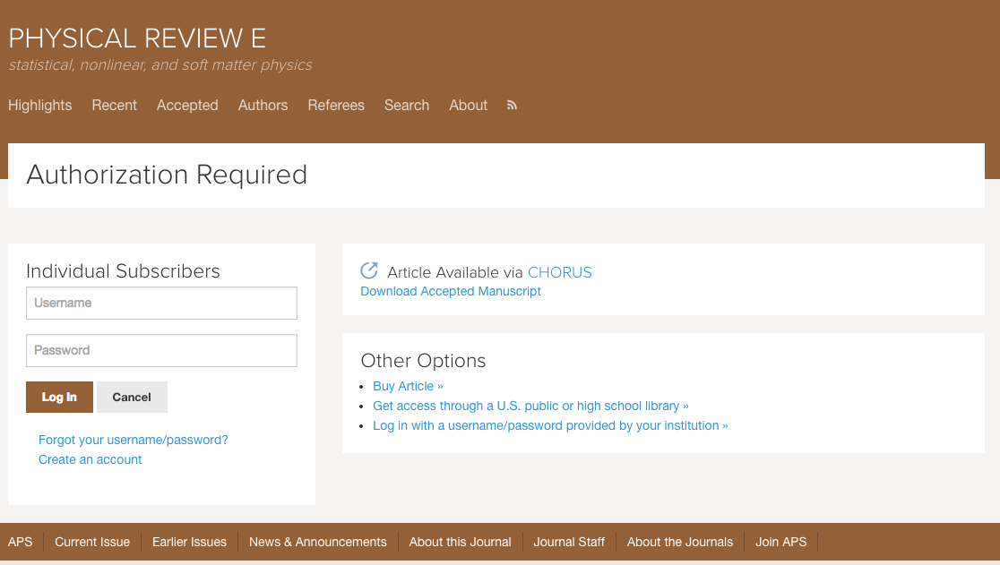 PHYSICAL REVIEW E
statistical, nonlinear, and soft matter physics
Highlights Recent Accepted Authors Referees Search About
Authorization Required
Individual Subscribers
Username
Password
Log In Cancel
Forgot your username/password?
Create an account
Article Available via CHORUS
Download Accepted Manuscript
Other Options
• Buy Article »
• Get access through a U.S. public or high school library »
• Log in with a username/password provided by your institution »
APS Current Issue Earlier Issues News & Announcements About this Journal Journal Staff About the Journals Join APS